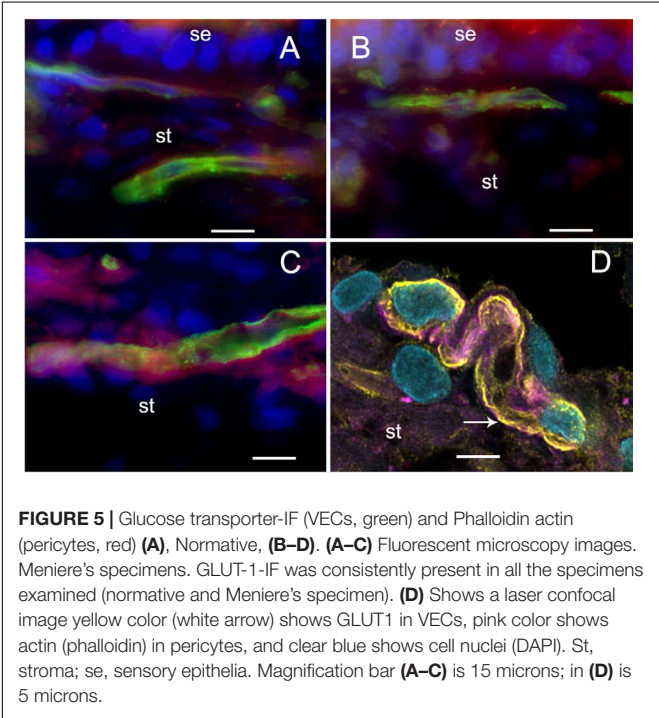 se
A
B
se
st
st
C
D
st
st
FIGURE 5 | Glucose transporter-IF (VECs, green) and Phalloidin actin
(pericytes, red) (A), Normative, (B–D). (A–C) Fluorescent microscopy images.
Meniere's specimens. GLUT-1-IF was consistently present in all the specimens
examined (normative and Meniere's specimen). (D) Shows a laser confocal
image yellow color (white arrow) shows GLUT1 in VECs, pink color shows
actin (phalloidin) in pericytes, and clear blue shows cell nuclei (DAPI). St,
stroma; se, sensory epithelia. Magnification bar (A–C) is 15 microns; in (D) is
5 microns.